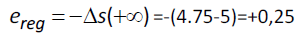 e_reg = −Δs(+∞) =-(4.75-5)=+0,25